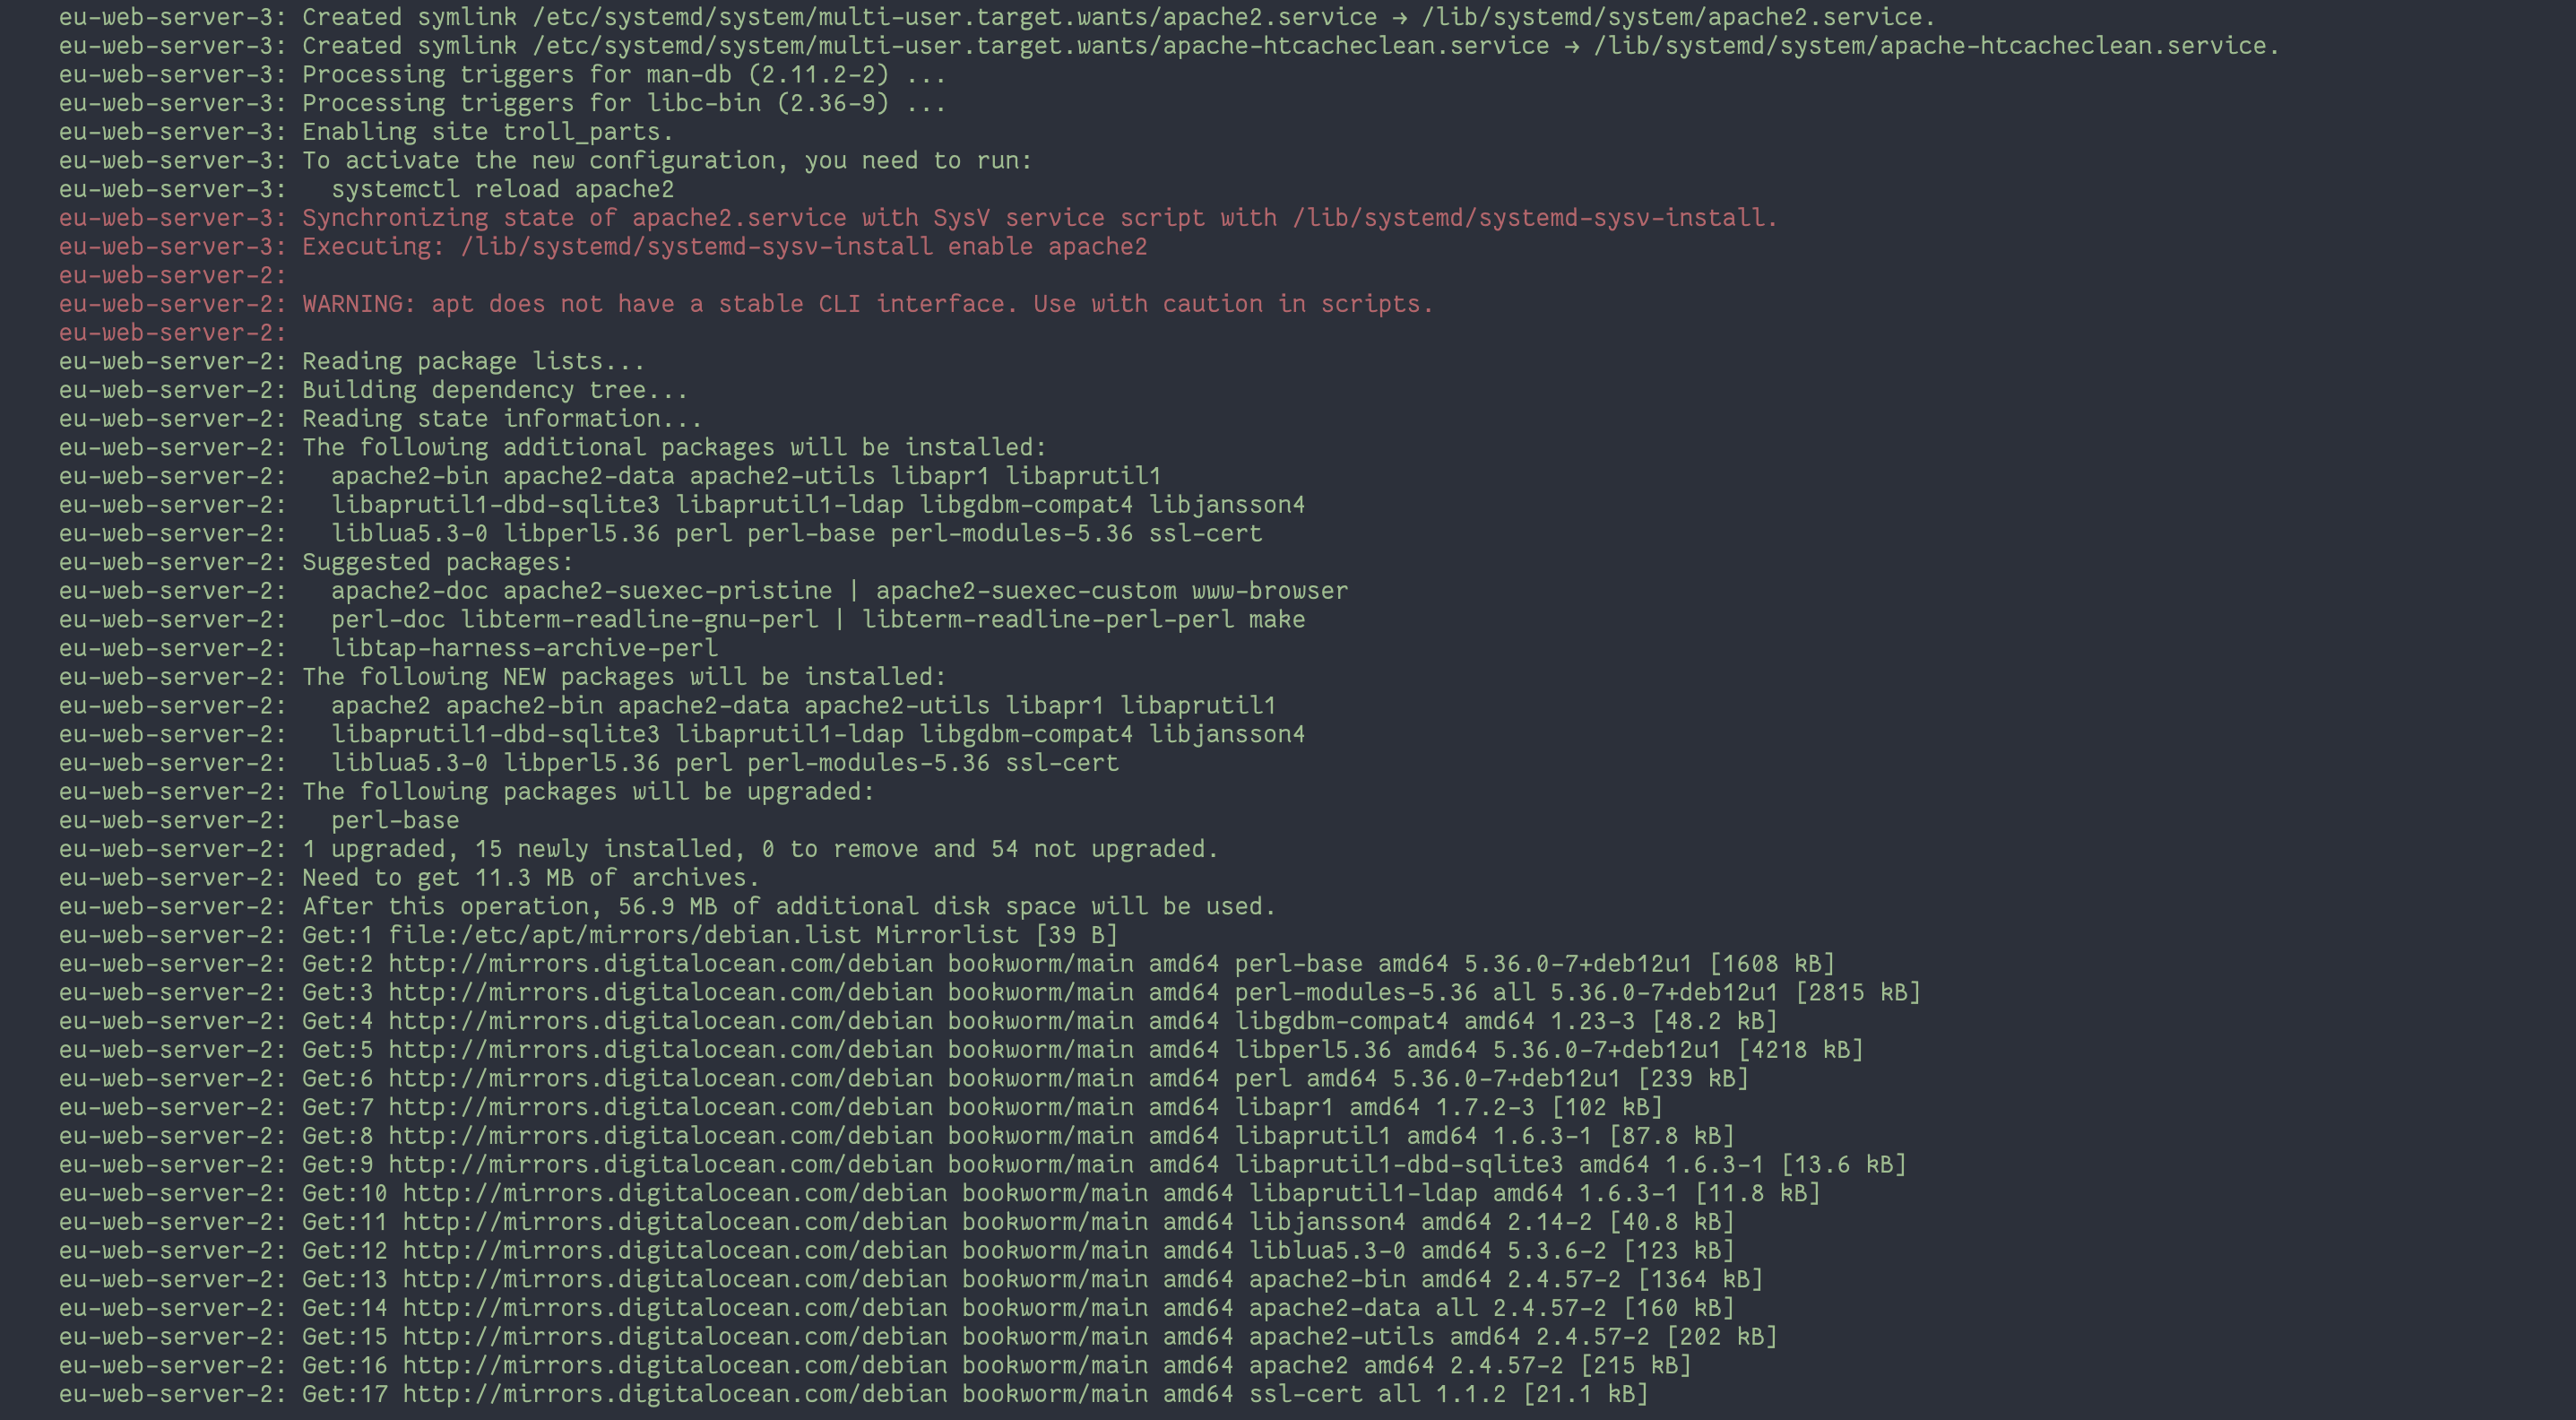 eu-web-server-3: Created symlink /etc/systemd/system/multi-user.target.wants/apache2.service → /lib/systemd/system/apache2.service.
eu-web-server-3: Created symlink /etc/systemd/system/multi-user.target.wants/apache-htcacheclean.service → /lib/systemd/system/apache-htcacheclean.service.
eu-web-server-3: Processing triggers for man-db (2.11.2-2) ...
eu-web-server-3: Processing triggers for libc-bin (2.36-9) ...
eu-web-server-3: Enabling site troll_parts.
eu-web-server-3: To activate the new configuration, you need to run:
eu-web-server-3:   systemctl reload apache2
eu-web-server-3: Synchronizing state of apache2.service with SysV service script with /lib/systemd/systemd-sysv-install.
eu-web-server-3: Executing: /lib/systemd/systemd-sysv-install enable apache2
eu-web-server-2:
eu-web-server-2: WARNING: apt does not have a stable CLI interface. Use with caution in scripts.
eu-web-server-2:
eu-web-server-2: Reading package lists...
eu-web-server-2: Building dependency tree...
eu-web-server-2: Reading state information...
eu-web-server-2: The following additional packages will be installed:
eu-web-server-2:   apache2-bin apache2-data apache2-utils libapr1 libaprutil1
eu-web-server-2:   libaprutil1-dbd-sqlite3 libaprutil1-ldap libgdbm-compat4 libjansson4
eu-web-server-2:   liblua5.3-0 libperl5.36 perl perl-base perl-modules-5.36 ssl-cert
eu-web-server-2: Suggested packages:
eu-web-server-2:   apache2-doc apache2-suexec-pristine | apache2-suexec-custom www-browser
eu-web-server-2:   perl-doc libterm-readline-gnu-perl | libterm-readline-perl-perl make
eu-web-server-2:   libtap-harness-archive-perl
eu-web-server-2: The following NEW packages will be installed:
eu-web-server-2:   apache2 apache2-bin apache2-data apache2-utils libapr1 libaprutil1
eu-web-server-2:   libaprutil1-dbd-sqlite3 libaprutil1-ldap libgdbm-compat4 libjansson4
eu-web-server-2:   liblua5.3-0 libperl5.36 perl perl-modules-5.36 ssl-cert
eu-web-server-2: The following packages will be upgraded:
eu-web-server-2:   perl-base
eu-web-server-2: 1 upgraded, 15 newly installed, 0 to remove and 54 not upgraded.
eu-web-server-2: Need to get 11.3 MB of archives.
eu-web-server-2: After this operation, 56.9 MB of additional disk space will be used.
eu-web-server-2: Get:1 file:/etc/apt/mirrors/debian.list Mirrorlist [39 B]
eu-web-server-2: Get:2 http://mirrors.digitalocean.com/debian bookworm/main amd64 perl-base amd64 5.36.0-7+deb12u1 [1608 kB]
eu-web-server-2: Get:3 http://mirrors.digitalocean.com/debian bookworm/main amd64 perl-modules-5.36 all 5.36.0-7+deb12u1 [2815 kB]
eu-web-server-2: Get:4 http://mirrors.digitalocean.com/debian bookworm/main amd64 libgdbm-compat4 amd64 1.23-3 [48.2 kB]
eu-web-server-2: Get:5 http://mirrors.digitalocean.com/debian bookworm/main amd64 libperl5.36 amd64 5.36.0-7+deb12u1 [4218 kB]
eu-web-server-2: Get:6 http://mirrors.digitalocean.com/debian bookworm/main amd64 perl amd64 5.36.0-7+deb12u1 [239 kB]
eu-web-server-2: Get:7 http://mirrors.digitalocean.com/debian bookworm/main amd64 libapr1 amd64 1.7.2-3 [102 kB]
eu-web-server-2: Get:8 http://mirrors.digitalocean.com/debian bookworm/main amd64 libaprutil1 amd64 1.6.3-1 [87.8 kB]
eu-web-server-2: Get:9 http://mirrors.digitalocean.com/debian bookworm/main amd64 libaprutil1-dbd-sqlite3 amd64 1.6.3-1 [13.6 kB]
eu-web-server-2: Get:10 http://mirrors.digitalocean.com/debian bookworm/main amd64 libaprutil1-ldap amd64 1.6.3-1 [11.8 kB]
eu-web-server-2: Get:11 http://mirrors.digitalocean.com/debian bookworm/main amd64 libjansson4 amd64 2.14-2 [40.8 kB]
eu-web-server-2: Get:12 http://mirrors.digitalocean.com/debian bookworm/main amd64 liblua5.3-0 amd64 5.3.6-2 [123 kB]
eu-web-server-2: Get:13 http://mirrors.digitalocean.com/debian bookworm/main amd64 apache2-bin amd64 2.4.57-2 [1364 kB]
eu-web-server-2: Get:14 http://mirrors.digitalocean.com/debian bookworm/main amd64 apache2-data all 2.4.57-2 [160 kB]
eu-web-server-2: Get:15 http://mirrors.digitalocean.com/debian bookworm/main amd64 apache2-utils amd64 2.4.57-2 [202 kB]
eu-web-server-2: Get:16 http://mirrors.digitalocean.com/debian bookworm/main amd64 apache2 amd64 2.4.57-2 [215 kB]
eu-web-server-2: Get:17 http://mirrors.digitalocean.com/debian bookworm/main amd64 ssl-cert all 1.1.2 [21.1 kB]